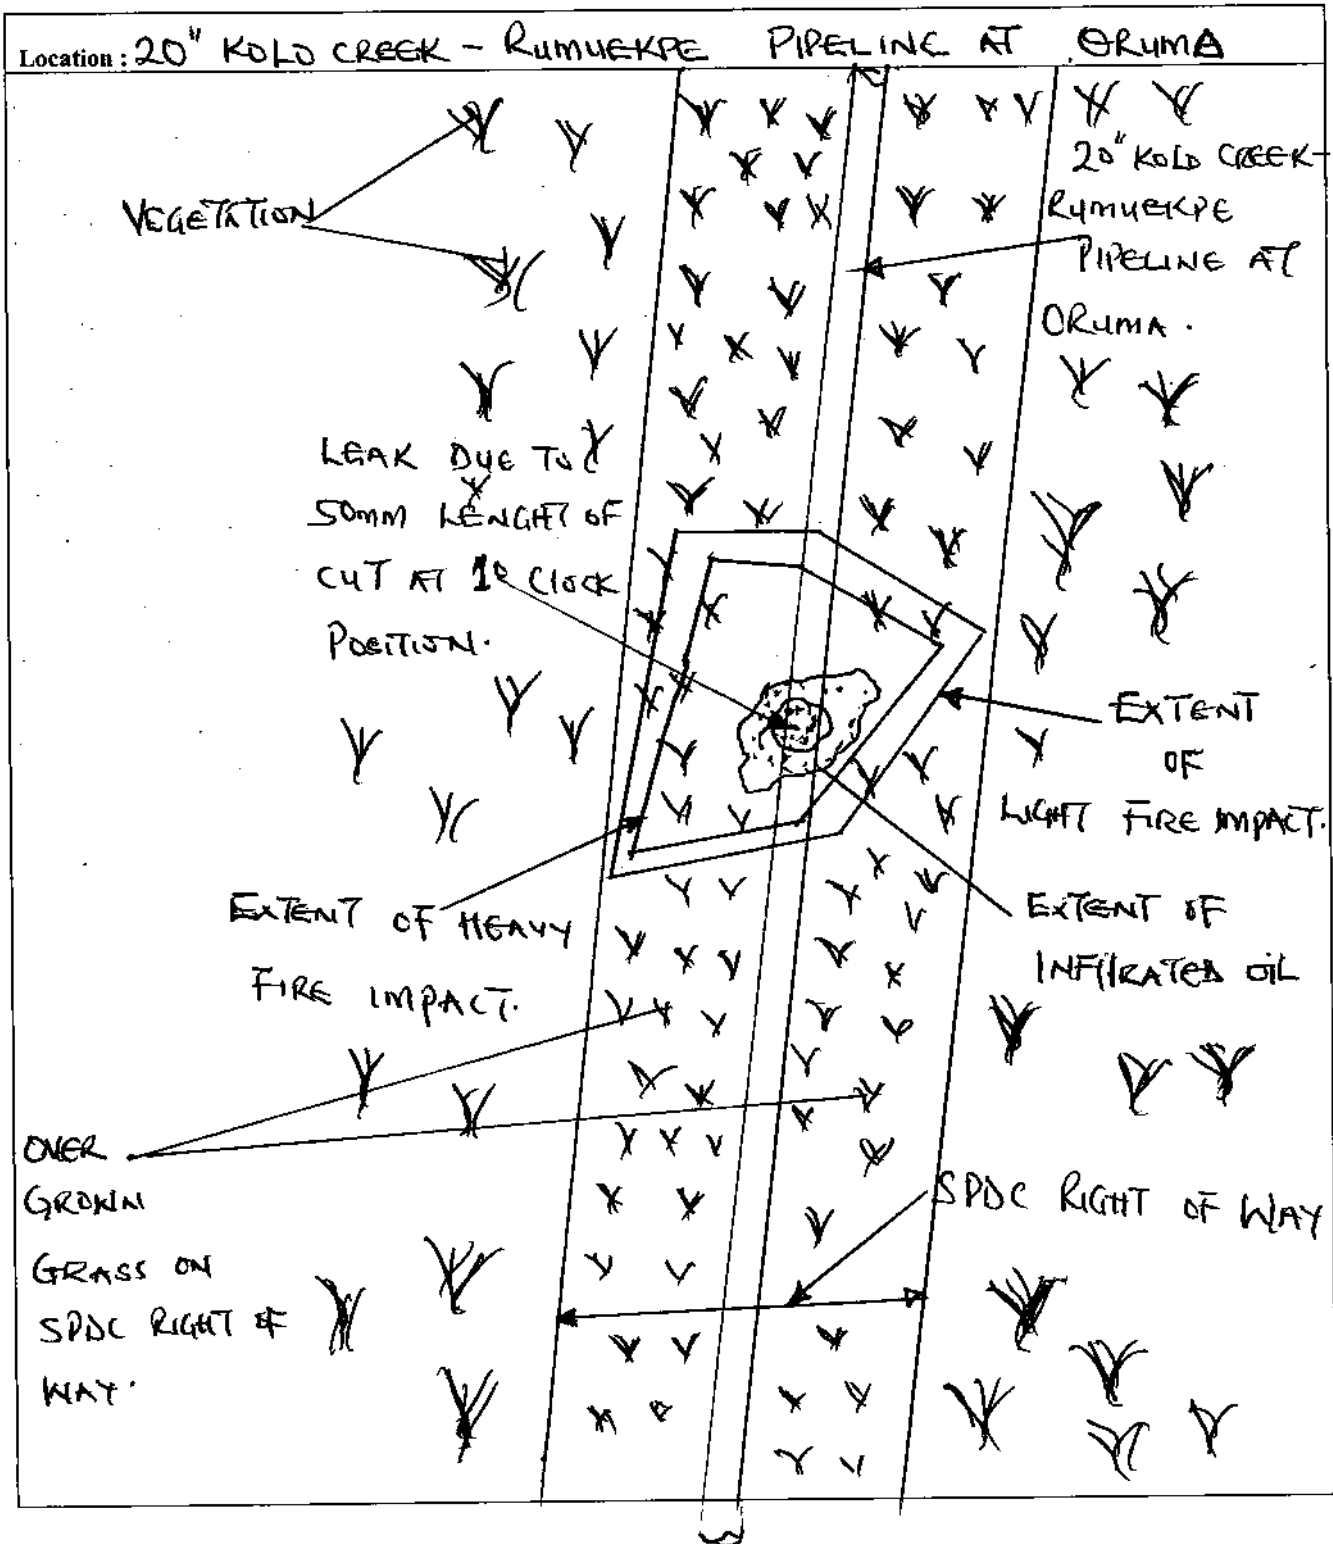 Location : 20" KOLO CREEK - RUMUEKPE PIPELINE AT ORUMA
VEGETATION
20" KOLO CREEK-
RUMUEKPE
PIPELINE AT
ORUMA.
LEAK DUE TO
50MM LENGHT OF
CUT AT 1O CLOCK
POSITION.
EXTENT
OF
LIGHT FIRE IMPACT.
EXTENT OF HEAVY
FIRE IMPACT.
EXTENT OF
INFILRATED OIL
OVER
GROWN
GRASS ON
SPDC RIGHT OF
WAY.
SPDC RIGHT OF WAY